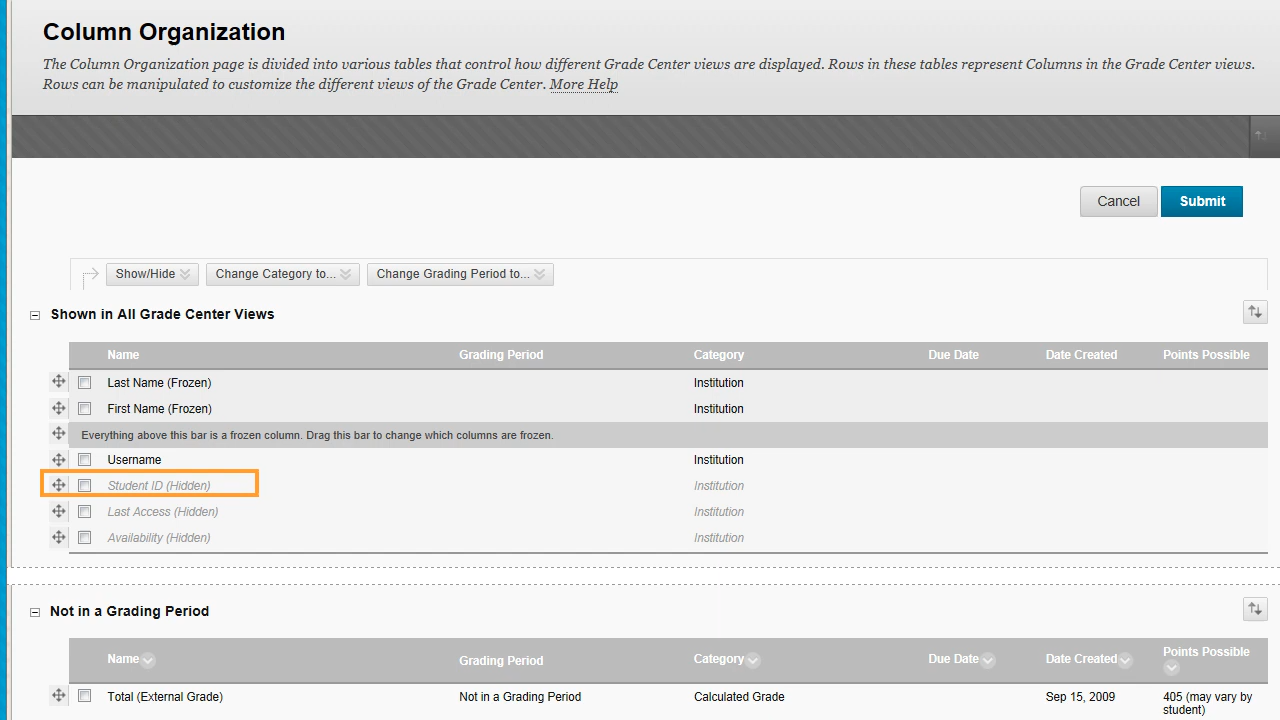 Column Organization
The Column Organization page is divided into various tables that control how different Grade Center views are displayed. Rows in these tables represent Columns in the Grade Center views.
Rows can be manipulated to customize the different views of the Grade Center. More Help
Cancel Submit
Show/Hide Change Category to... Change Grading Period to...
Shown in All Grade Center Views
Name Grading Period Category Due Date Date Created Points Possible
Last Name (Frozen) Institution
First Name (Frozen) Institution
Everything above this bar is a frozen column. Drag this bar to change which columns are frozen.
Username Institution
Student ID (Hidden) Institution
Last Access (Hidden) Institution
Availability (Hidden) Institution
Not in a Grading Period
Name Grading Period Category Due Date Date Created Points Possible
Total (External Grade) Not in a Grading Period Calculated Grade Sep 15, 2009 405 (may vary by
student)